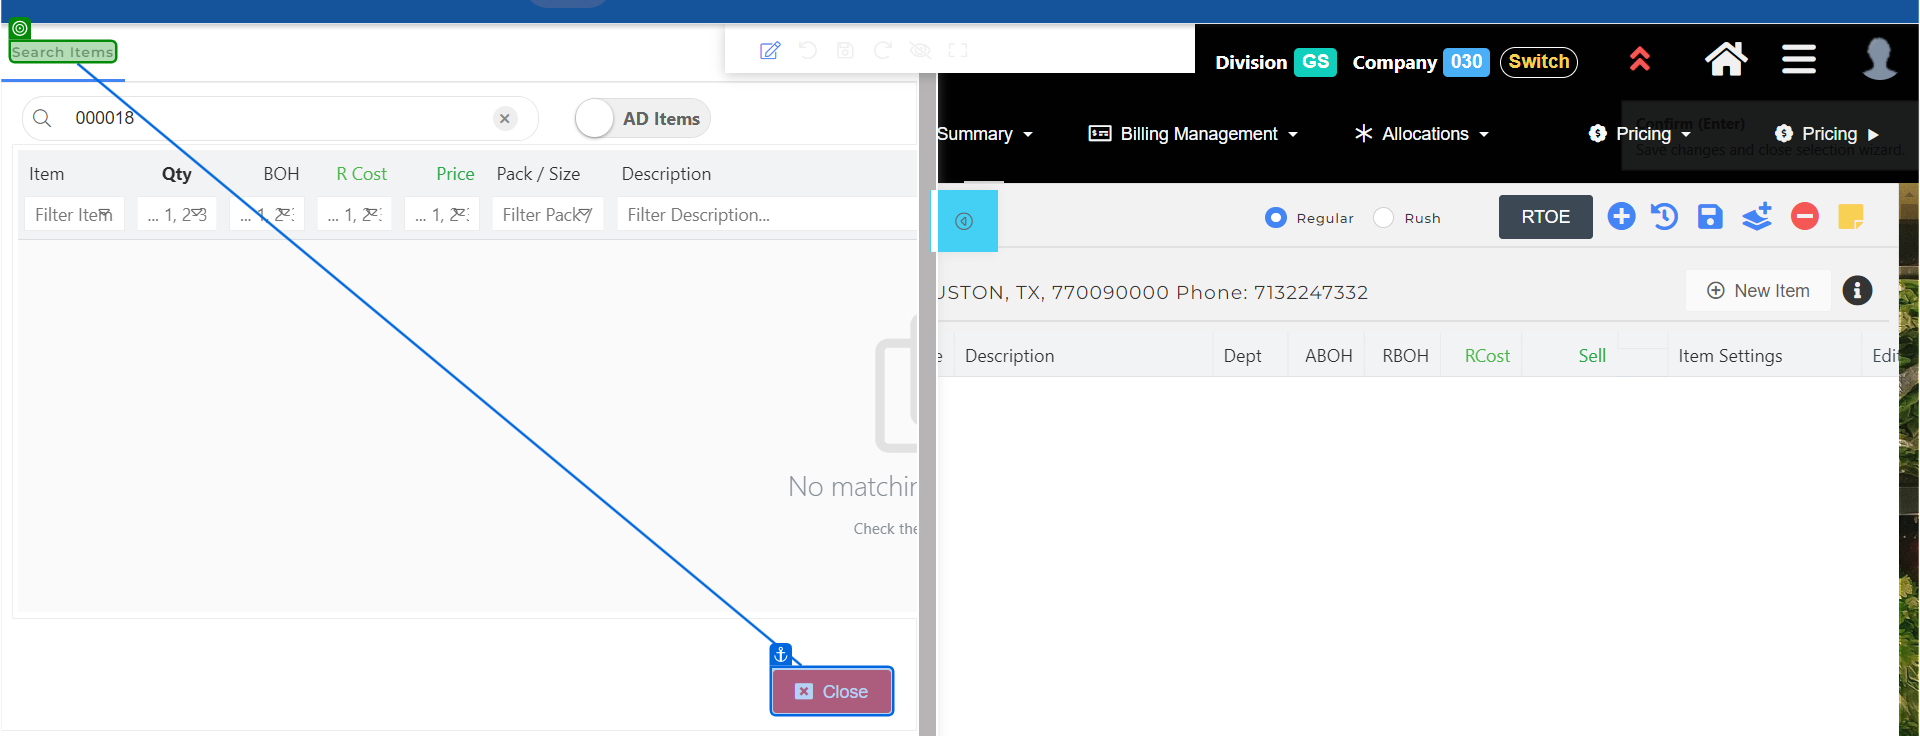 Search Items
Division GS Company 030 Switch
000018
AD Items
Confirm (Enter)
Save changes and close selection wizard.
Summary
Billing Management
Allocations
Pricing
Pricing
Item Qty BOH R Cost Price Pack / Size Description
Filter Item ... 1, 2 3 ... 1, 2 ... 1, 2 ... 1, 2 Filter Pack / Filter Description...
Regular
Rush
RTOE
USTON, TX, 770090000 Phone: 7132247332
New Item
e Description Dept ABOH RBOH RCost Sell Item Settings Edi
No matchin
Check the
Close